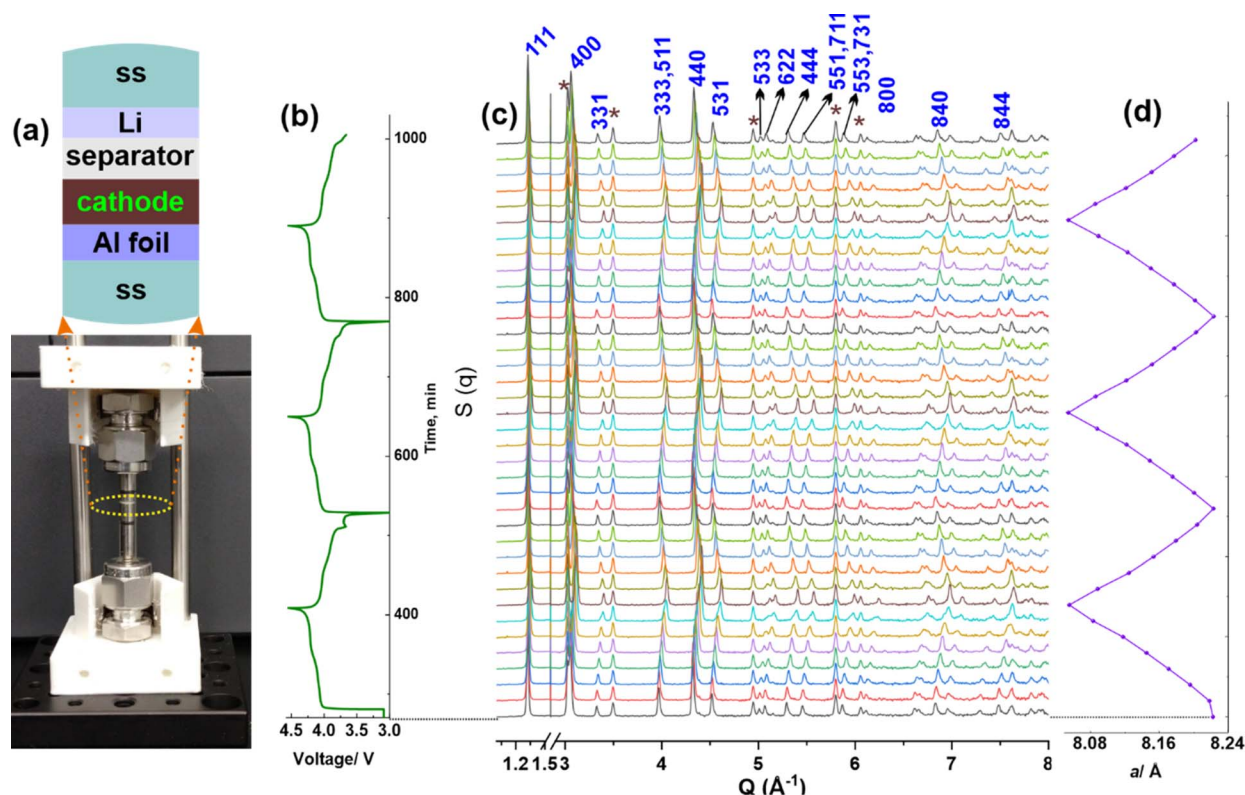 (a)
ss
Li
separator
cathode
Al foil
ss
(b)
1000
800
600
400
Time, min
4.5 4.0 3.5 3.0
Voltage/ V
(c)
111
*
400
331
*
333,511
440
531
*
533
622
444
*
551,711
553,731
*
800
840
844
S (q)
1.2 1.5 3 4 5 6 7 8
Q (Å⁻¹)
(d)
8.08 8.16 8.24
a/ Å